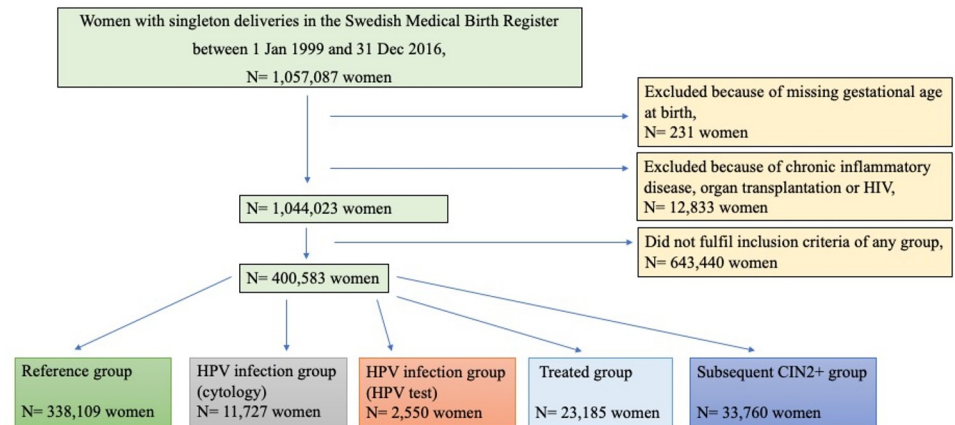 Women with singleton deliveries in the Swedish Medical Birth Register
between 1 Jan 1999 and 31 Dec 2016,
N= 1,057,087 women
Excluded because of missing gestational age
at birth,
N= 231 women
Excluded because of chronic inflammatory
disease, organ transplantation or HIV,
N= 12,833 women
N= 1,044,023 women
Did not fulfil inclusion criteria of any group,
N= 643,440 women
N= 400,583 women
Reference group
N= 338,109 women
HPV infection group
(cytology)
N= 11,727 women
HPV infection group
(HPV test)
N= 2,550 women
Treated group
N= 23,185 women
Subsequent CIN2+ group
N= 33,760 women